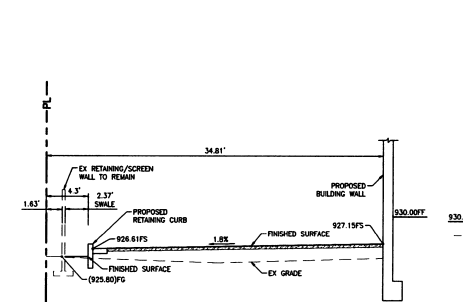 PL
34.81'
EX RETAINING/SCREEN
WALL TO REMAIN
4.3'
1.63'
2.37'
SWALE
PROPOSED
RETAINING CURB
PROPOSED
BUILDING WALL
930.00FF
930.
926.61FS
1.8%
FINISHED SURFACE
927.15FS
FINISHED SURFACE
EX GRADE
(925.80)FG